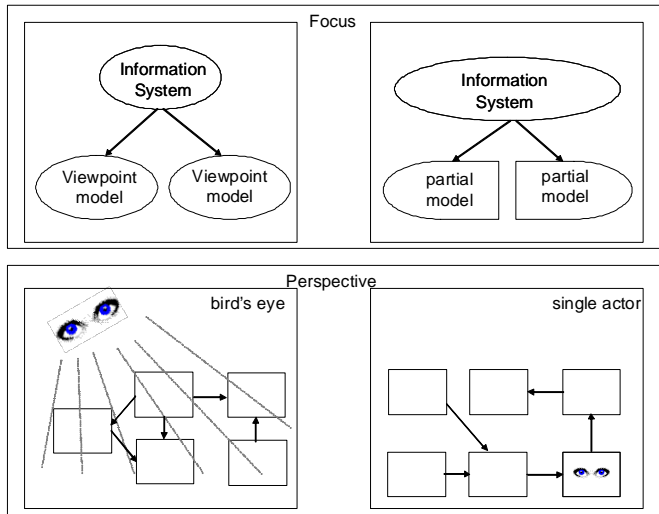 Focus
Information
System
Viewpoint
model
Viewpoint
model
Information
System
partial
model
partial
model
Perspective
bird's eye
single actor